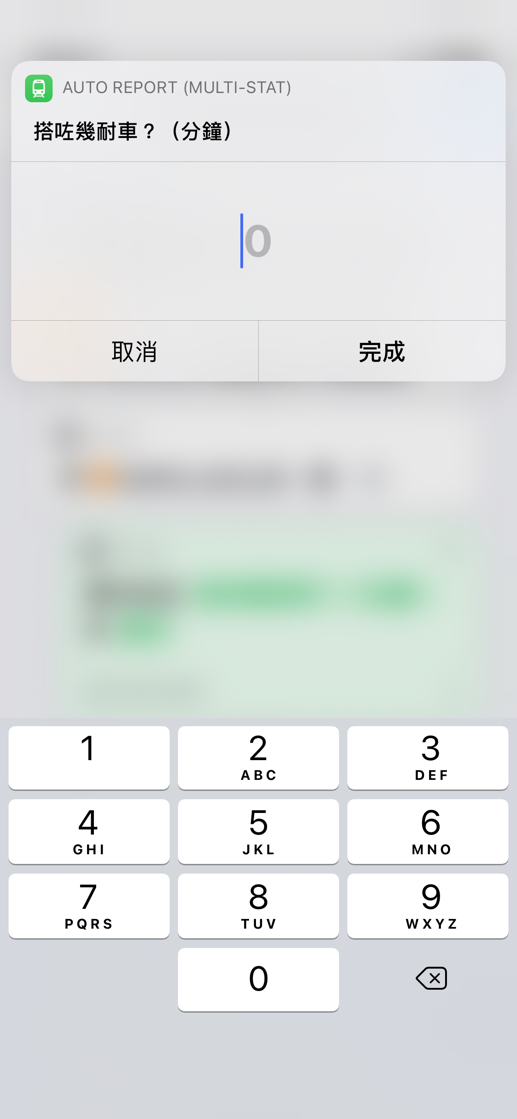 AUTO REPORT (MULTI-STAT)
搭咗幾耐車？（分鐘）
0
取消
完成
1
2
ABC
3
DEF
4
GHI
5
JKL
6
MNO
7
PQRS
8
TUV
9
WXYZ
0